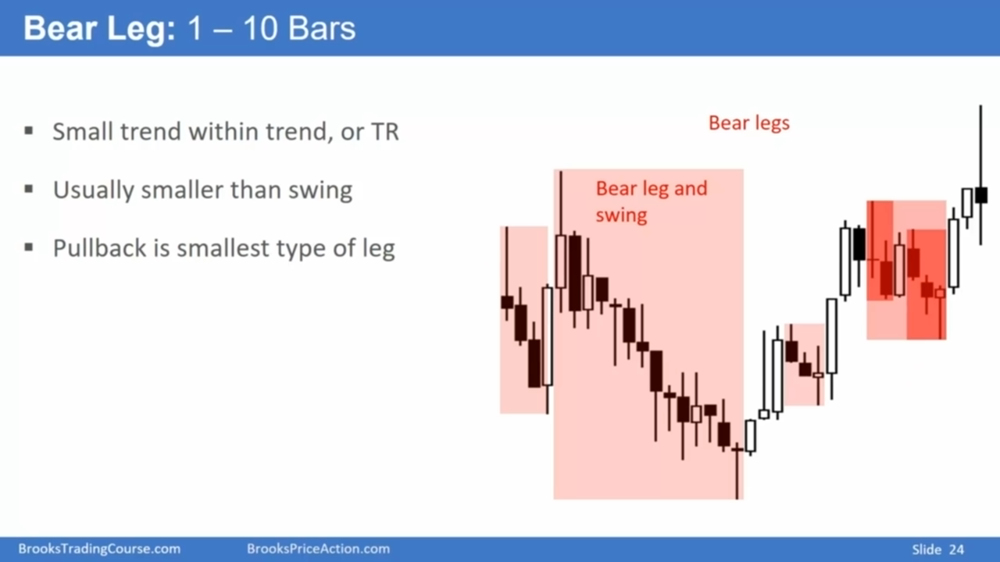 Bear Leg: 1 – 10 Bars
▪ Small trend within trend, or TR
▪ Usually smaller than swing
▪ Pullback is smallest type of leg
Bear legs
Bear leg and
swing
BrooksTradingCourse.com
BrooksPriceAction.com
Slide 24